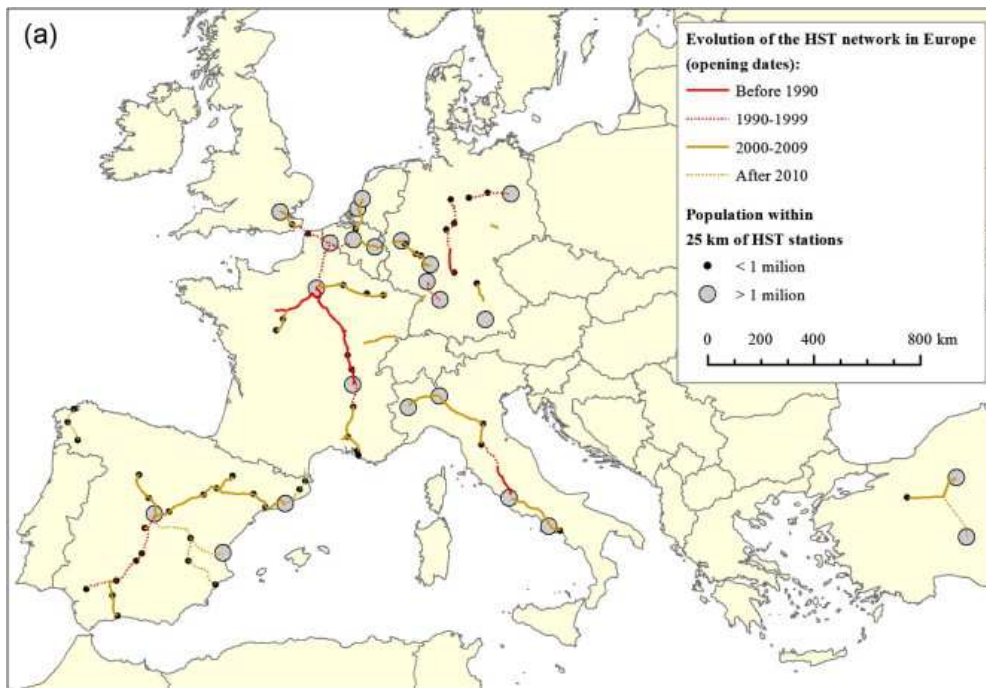 (a)
Evolution of the HST network in Europe
(opening dates):
Before 1990
1990-1999
2000-2009
After 2010
Population within
25 km of HST stations
< 1 milion
> 1 milion
0 200 400 800 km